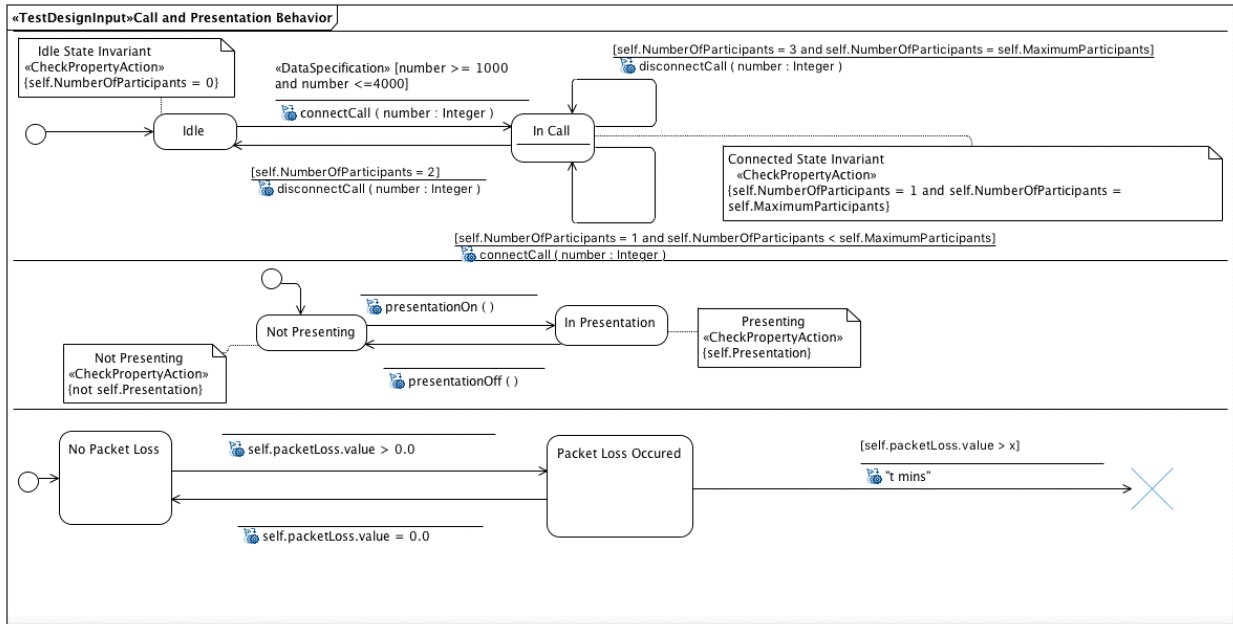 «TestDesignInput»Call and Presentation Behavior
Idle State Invariant
«CheckPropertyAction»
{self.NumberOfParticipants = 0}
«DataSpecification» [number >= 1000
and number <=4000]
connectCall ( number : Integer )
[self.NumberOfParticipants = 3 and self.NumberOfParticipants = self.MaximumParticipants]
disconnectCall ( number : Integer )
Idle
In Call
[self.NumberOfParticipants = 2]
disconnectCall ( number : Integer )
Connected State Invariant
«CheckPropertyAction»
{self.NumberOfParticipants = 1 and self.NumberOfParticipants =
self.MaximumParticipants}
[self.NumberOfParticipants = 1 and self.NumberOfParticipants < self.MaximumParticipants]
connectCall ( number : Integer )
presentationOn ( )
Not Presenting
In Presentation
Presenting
«CheckPropertyAction»
{self.Presentation}
Not Presenting
«CheckPropertyAction»
{not self.Presentation}
presentationOff ( )
No Packet Loss
self.packetLoss.value > 0.0
Packet Loss Occured
[self.packetLoss.value > x]
"t mins"
self.packetLoss.value = 0.0